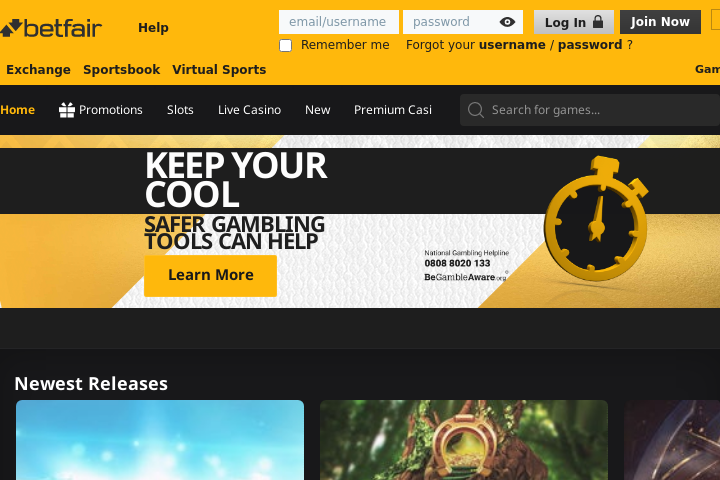 betfair
Help
email/username
password
Log In
Join Now
Remember me
Forgot your username / password ?
Exchange
Sportsbook
Virtual Sports
Gam
Home
Promotions
Slots
Live Casino
New
Premium Casi
Search for games...
KEEP YOUR
COOL
SAFER GAMBLING
TOOLS CAN HELP
Learn More
National Gambling Helpline
0808 8020 133
BeGambleAware.org
Newest Releases